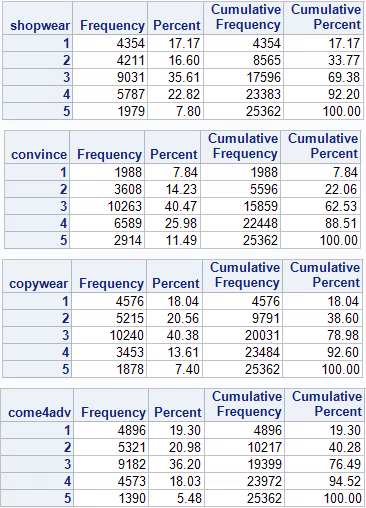 Cumulative Cumulative
shopwear Frequency Percent Frequency Percent
1 4354 17.17 4354 17.17
2 4211 16.60 8565 33.77
3 9031 35.61 17596 69.38
4 5787 22.82 23383 92.20
5 1979 7.80 25362 100.00
Cumulative Cumulative
convince Frequency Percent Frequency Percent
1 1988 7.84 1988 7.84
2 3608 14.23 5596 22.06
3 10263 40.47 15859 62.53
4 6589 25.98 22448 88.51
5 2914 11.49 25362 100.00
Cumulative Cumulative
copywear Frequency Percent Frequency Percent
1 4576 18.04 4576 18.04
2 5215 20.56 9791 38.60
3 10240 40.38 20031 78.98
4 3453 13.61 23484 92.60
5 1878 7.40 25362 100.00
Cumulative Cumulative
come4adv Frequency Percent Frequency Percent
1 4896 19.30 4896 19.30
2 5321 20.98 10217 40.28
3 9182 36.20 19399 76.49
4 4573 18.03 23972 94.52
5 1390 5.48 25362 100.00